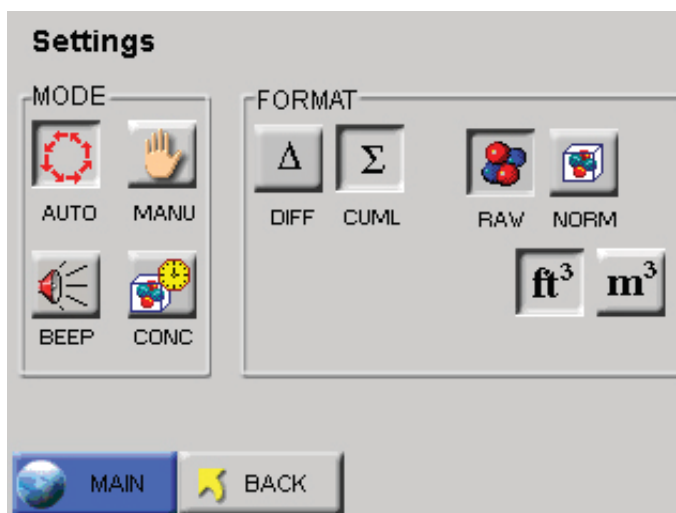 Settings
MODE
FORMAT
Δ
Σ
AUTO
MANU
DIFF
CUML
RAW
NORM
ft³
m³
BEEP
CONC
MAIN
BACK